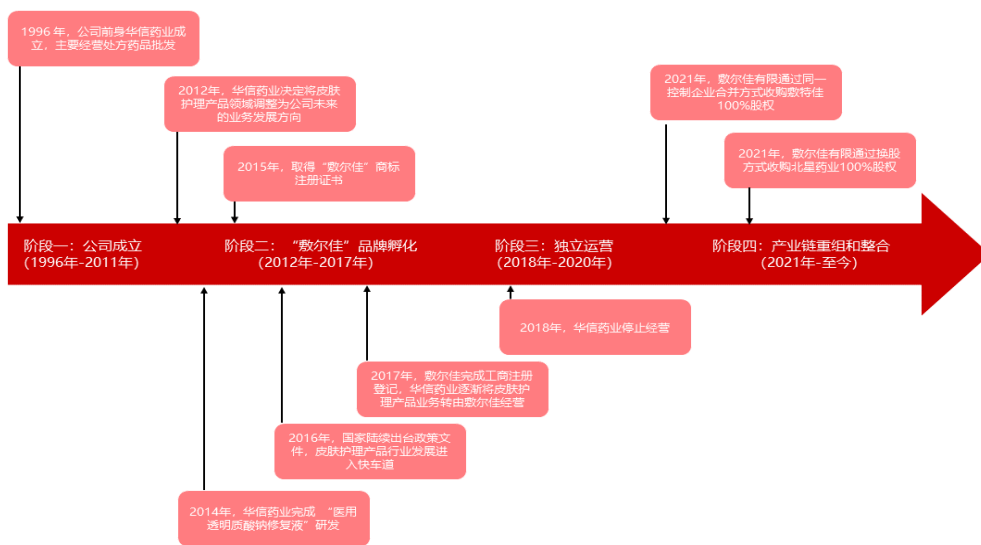 1996 年，公司前身华信药业成
立，主要经营处方药品批发
2012年，华信药业决定将皮肤
护理产品领域调整为公司未来
的业务发展方向
2015年，取得“敷尔佳”商标
注册证书
2021年，敷尔佳有限通过同一
控制企业合并方式收购敷特佳
100%股权
2021年，敷尔佳有限通过换股
方式收购北星药业100%股权
阶段一：公司成立
（1996年-2011年）
阶段二：“敷尔佳”品牌孵化
（2012年-2017年）
阶段三：独立运营
（2018年-2020年）
阶段四：产业链重组和整合
（2021年-至今）
2018年，华信药业停止经营
2017年，敷尔佳完成工商注册
登记，华信药业逐渐将皮肤护
理产品业务转由敷尔佳经营
2016年，国家陆续出台政策文
件，皮肤护理产品行业发展进
入快车道
2014年，华信药业完成 “医用
透明质酸钠修复液”研发